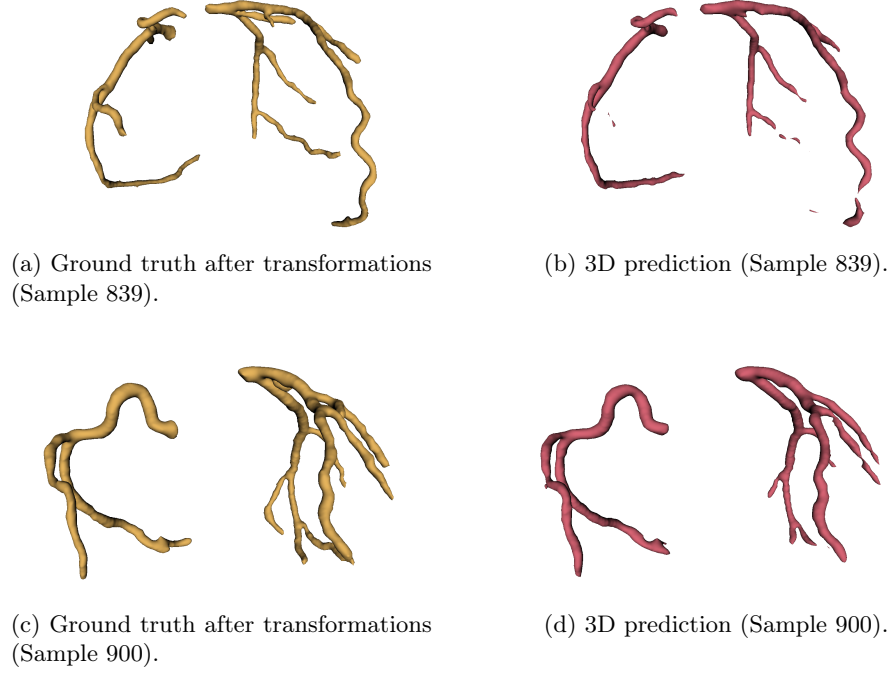 (a) Ground truth after transformations
(Sample 839).
(b) 3D prediction (Sample 839).
(c) Ground truth after transformations
(Sample 900).
(d) 3D prediction (Sample 900).